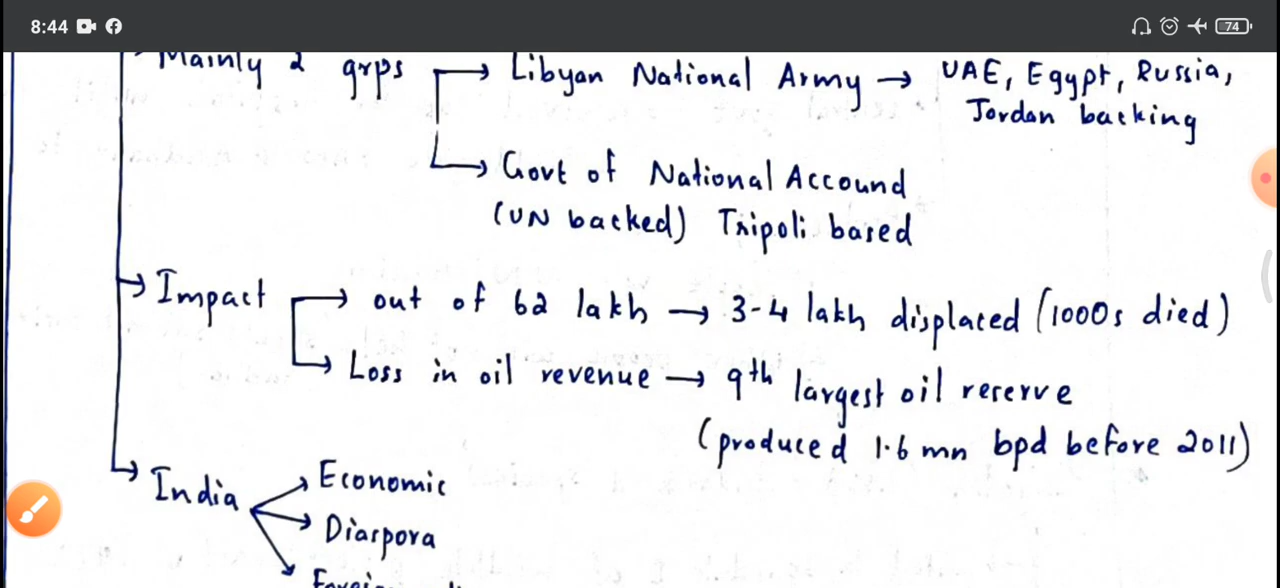 8:44 74
Mainly 2 grps → Libyan National Army → UAE, Egypt, Russia,
Jordan backing
→ Govt of National Accound
(UN backed) Tripoli based
→ Impact → out of 62 lakh → 3-4 lakh displaced (1000s died)
→ Loss in oil revenue → 9th largest oil reserve
(produced 1.6 mn bpd before 2011)
→ India → Economic
→ Diaspora